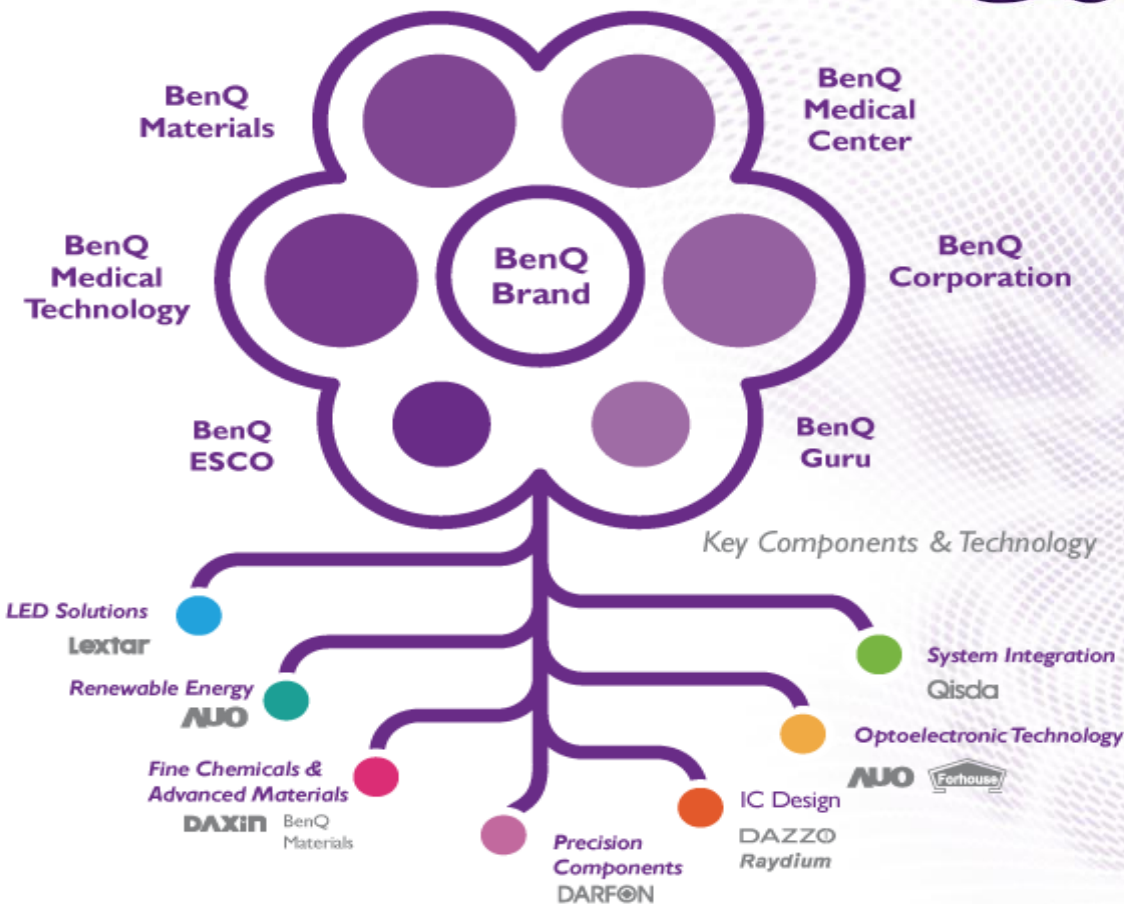 BenQ
Materials
BenQ
Medical
Center
BenQ
Medical
Technology
BenQ
Brand
BenQ
Corporation
BenQ
ESCO
BenQ
Guru
Key Components & Technology
LED Solutions
Lextar
System Integration
Qisda
Renewable Energy
AUO
Optoelectronic Technology
AUO Forhouse
Fine Chemicals &
Advanced Materials
DAXIN BenQ
Materials
IC Design
DAZZO
Raydium
Precision
Components
DARFON